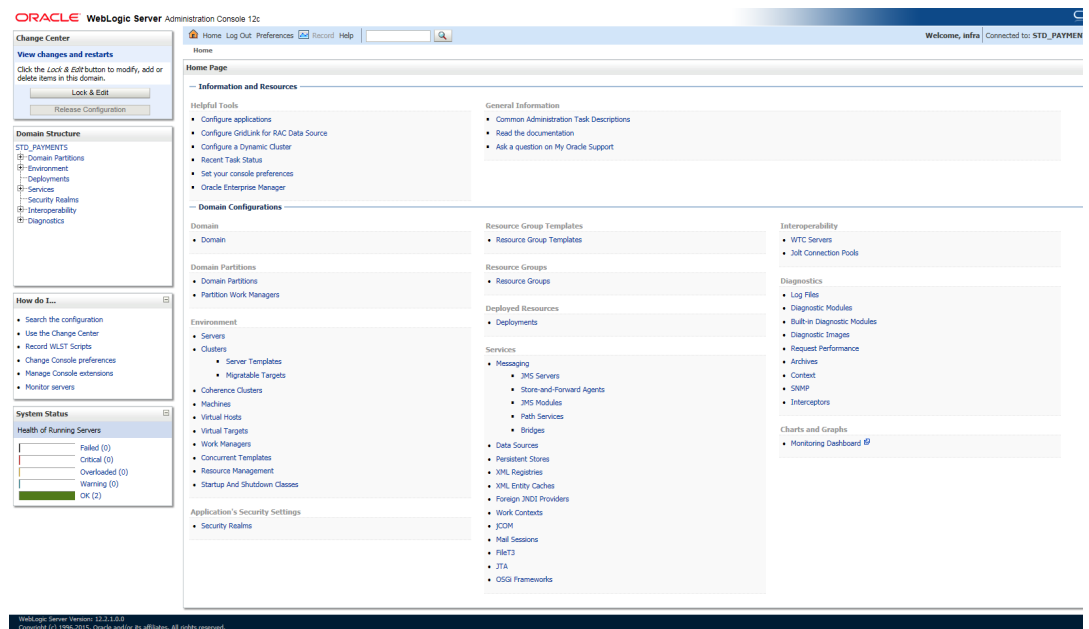 ORACLE WebLogic Server Administration Console 12c
Change Center
View changes and restarts
Click the Lock & Edit button to modify, add or
delete items in this domain.
Lock & Edit
Release Configuration
Domain Structure
STD_PAYMENTS
Domain Partitions
Environment
Deployments
Services
Security Realms
Interoperability
Diagnostics
How do I...
Search the configuration
Use the Change Center
Record WLST Scripts
Change Console preferences
Manage Console extensions
Monitor servers
System Status
Health of Running Servers
Failed (0)
Critical (0)
Overloaded (0)
Warning (0)
OK (2)
Home Log Out Preferences Record Help
Welcome, infra Connected to: STD_PAYMEN
Home
Home Page
Information and Resources
Helpful Tools
Configure applications
Configure GridLink for RAC Data Source
Configure a Dynamic Cluster
Recent Task Status
Set your console preferences
Oracle Enterprise Manager
General Information
Common Administration Task Descriptions
Read the documentation
Ask a question on My Oracle Support
Domain Configurations
Domain
Domain
Domain Partitions
Domain Partitions
Partition Work Managers
Environment
Servers
Clusters
Server Templates
Migratable Targets
Coherence Clusters
Machines
Virtual Hosts
Virtual Targets
Work Managers
Concurrent Templates
Resource Management
Startup And Shutdown Classes
Application's Security Settings
Security Realms
Resource Group Templates
Resource Group Templates
Resource Groups
Resource Groups
Deployed Resources
Deployments
Services
Messaging
JMS Servers
Store-and-Forward Agents
JMS Modules
Path Services
Bridges
Data Sources
Persistent Stores
XML Registries
XML Entity Caches
Foreign JNDI Providers
Work Contexts
jCOM
Mail Sessions
FileT3
JTA
OSGi Frameworks
Interoperability
WTC Servers
Jolt Connection Pools
Diagnostics
Log Files
Diagnostic Modules
Built-in Diagnostic Modules
Diagnostic Images
Request Performance
Archives
Context
SNMP
Interceptors
Charts and Graphs
Monitoring Dashboard
WebLogic Server Version: 12.2.1.0.0
Copyright (c) 1996-2015, Oracle and/or its affiliates. All rights reserved.